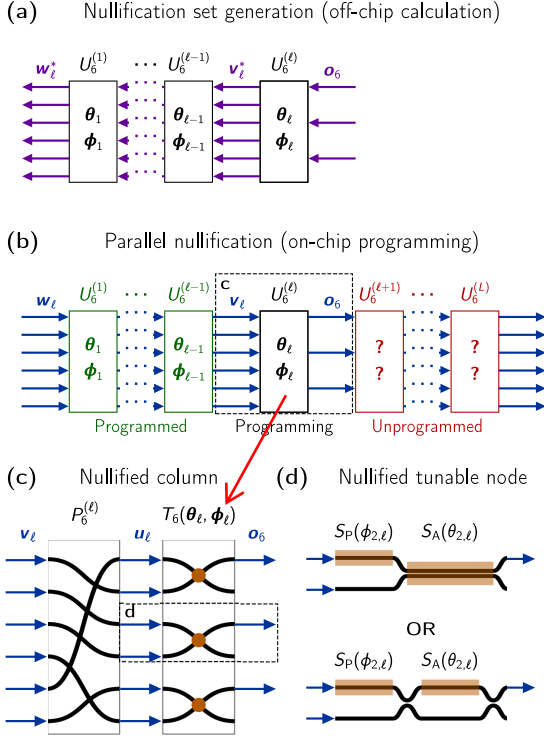 (a) Nullification set generation (off-chip calculation)
w*ℓ U6(1) ··· U6(ℓ−1) v*ℓ U6(ℓ) o6
θ1 ··· θℓ−1 θℓ
ϕ1 ··· ϕℓ−1 ϕℓ
(b) Parallel nullification (on-chip programming)
wℓ U6(1) ··· U6(ℓ−1) c vℓ U6(ℓ) o6 U6(ℓ+1) ··· U6(L)
θ1 θℓ−1 θℓ ? ?
ϕ1 ϕℓ−1 ϕℓ ? ?
Programmed Programming Unprogrammed
(c) Nullified column
vℓ P6(ℓ) uℓ T6(θℓ, ϕℓ) o6
d
(d) Nullified tunable node
SP(ϕ2,ℓ) SA(θ2,ℓ)
OR
SP(ϕ2,ℓ) SA(θ2,ℓ)